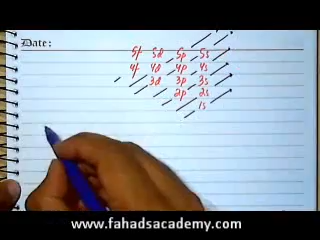 Date:
5f 5d 5p 5s
4f 4d 4p 4s
3d 3p 3s
2p 2s
1s
www.fahadsacademy.com